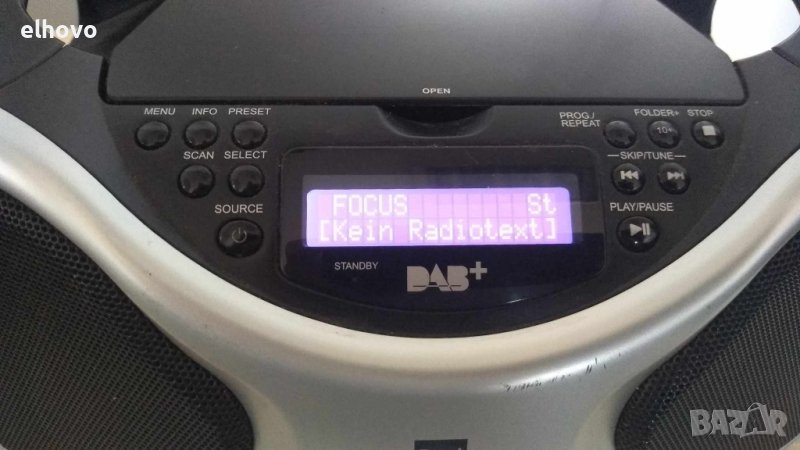 elhovo
OPEN
MENU INFO PRESET
SCAN SELECT
SOURCE
PROG./
REPEAT
FOLDER+ STOP
10+
SKIP/TUNE
PLAY/PAUSE
FOCUS St
[Kein Radiotext]
STANDBY
DAB+
BAZAR